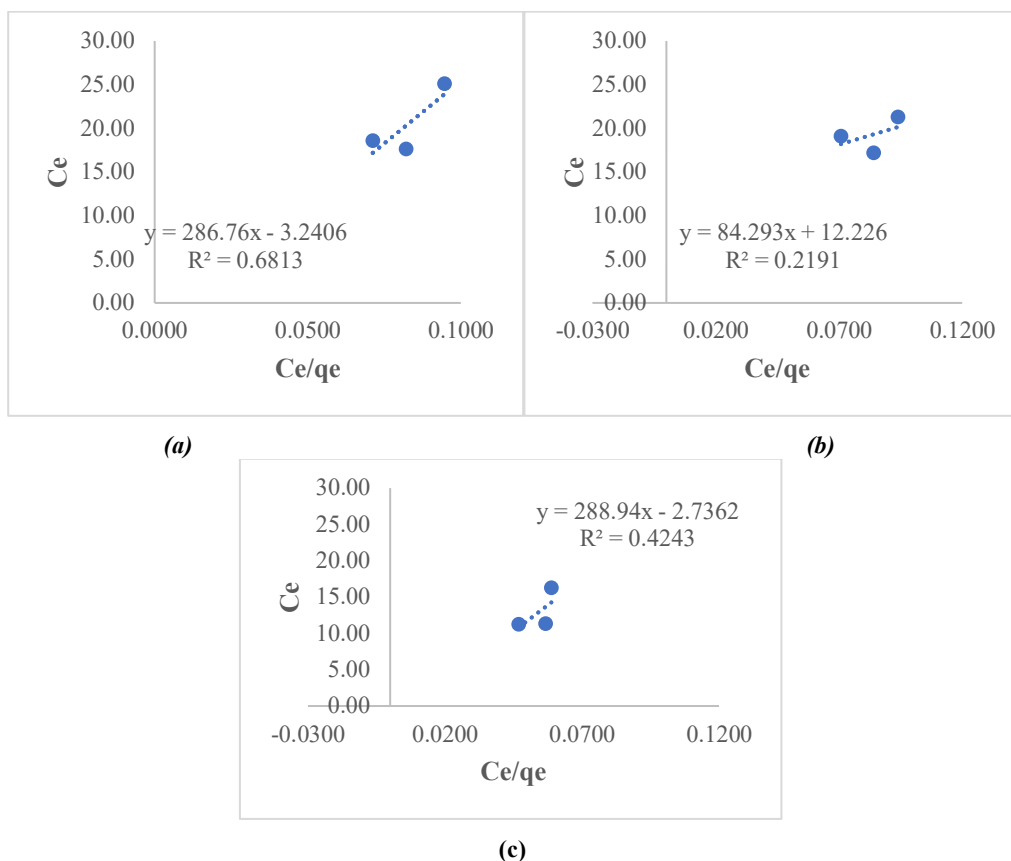 30.00
25.00
20.00
15.00
10.00
5.00
0.00
Ce
y = 286.76x - 3.2406
R² = 0.6813
0.0000 0.0500 0.1000
Ce/qe
(a)
30.00
25.00
20.00
15.00
10.00
5.00
0.00
Ce
y = 84.293x + 12.226
R² = 0.2191
-0.0300 0.0200 0.0700 0.1200
Ce/qe
(b)
30.00
25.00
20.00
15.00
10.00
5.00
0.00
Ce
y = 288.94x - 2.7362
R² = 0.4243
-0.0300 0.0200 0.0700 0.1200
Ce/qe
(c)